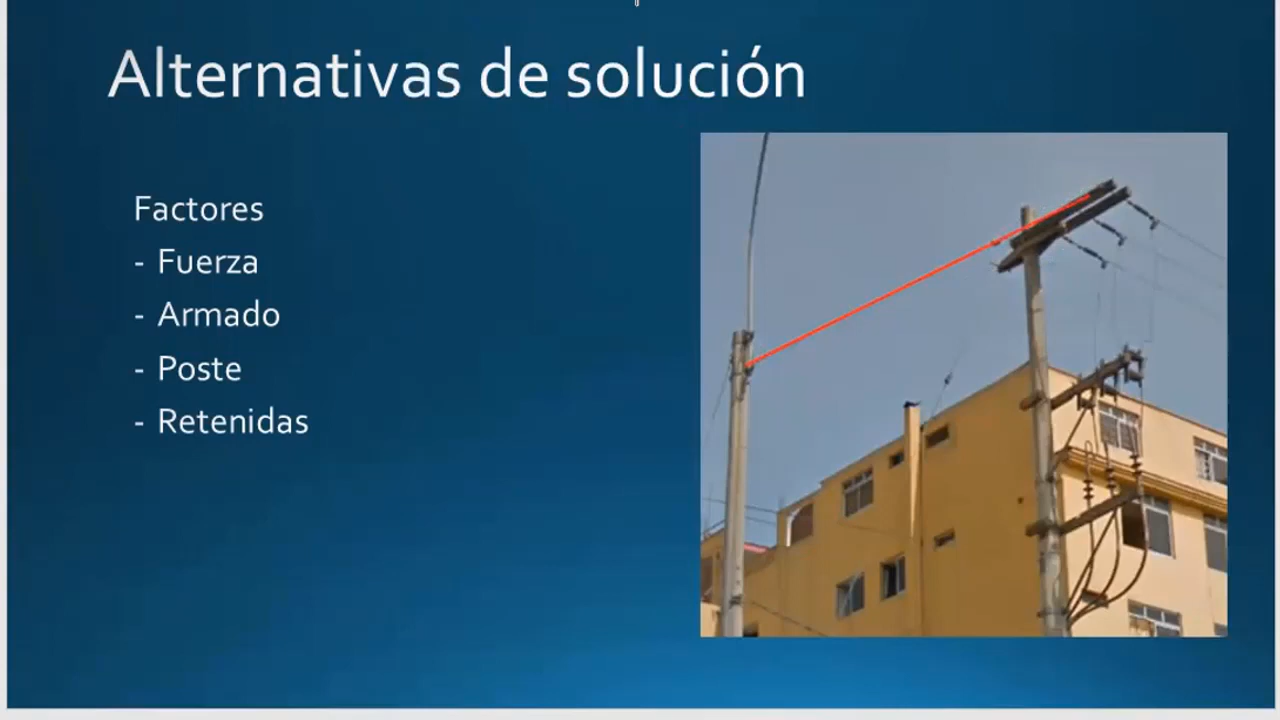 Alternativas de solución
Factores
- Fuerza
- Armado
- Poste
- Retenidas